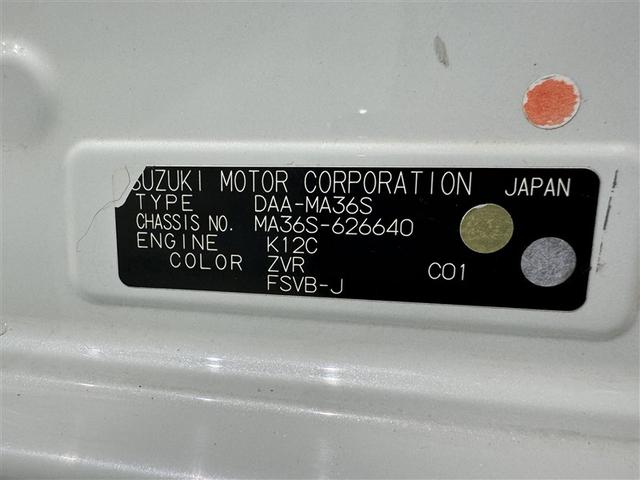 SUZUKI MOTOR CORPORATION JAPAN
TYPE DAA-MA36S
CHASSIS NO. MA36S-626640
ENGINE K12C
COLOR ZVR C01
FSVB-J